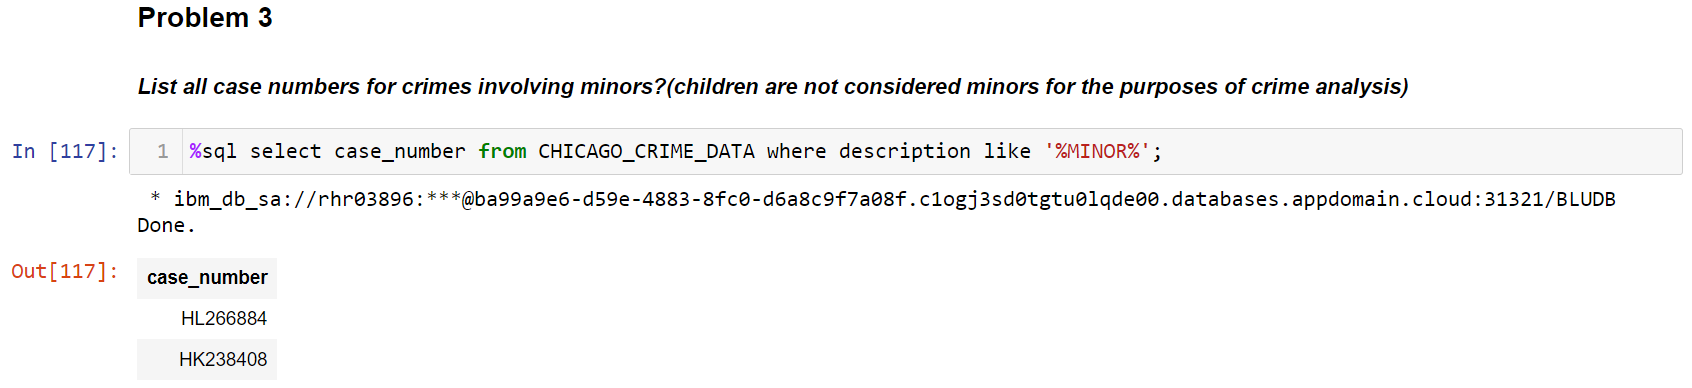 Problem 3
List all case numbers for crimes involving minors?(children are not considered minors for the purposes of crime analysis)
In [117]: 1 %sql select case_number from CHICAGO_CRIME_DATA where description like '%MINOR%';
* ibm_db_sa://rhr03896:***@ba99a9e6-d59e-4883-8fc0-d6a8c9f7a08f.c1ogj3sd0tgtu0lqde00.databases.appdomain.cloud:31321/BLUDB
Done.
Out[117]: case_number
HL266884
HK238408